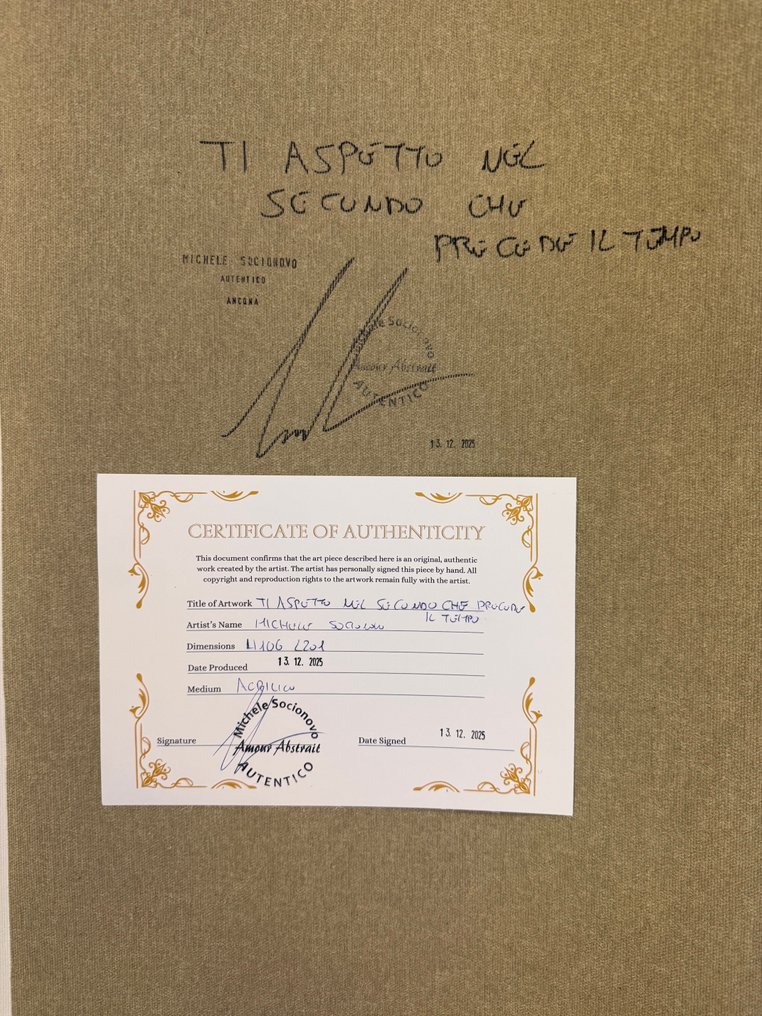 TI ASPETTO NEL
SECONDO CHE
PRECEDE IL TEMPO
MICHELE SOCIONOVO
AUTENTICO
ANCONA
Michele Socionovo
Amour Abstrait
AUTENTICO
13. 12. 2025
CERTIFICATE OF AUTHENTICITY
This document confirms that the art piece described here is an original, authentic
work created by the artist. The artist has personally signed this piece by hand. All
copyright and reproduction rights to the artwork remain fully with the artist.
Title of Artwork TI ASPETTO NEL SECONDO CHE PRECEDE
IL TEMPO
Artist's Name MICHELE SOCIONOVO
Dimensions H106 L201
Date Produced 13. 12. 2025
Medium ACRILICO
Signature
Michele Socionovo
Amour Abstrait
AUTENTICO
Date Signed 13. 12. 2025